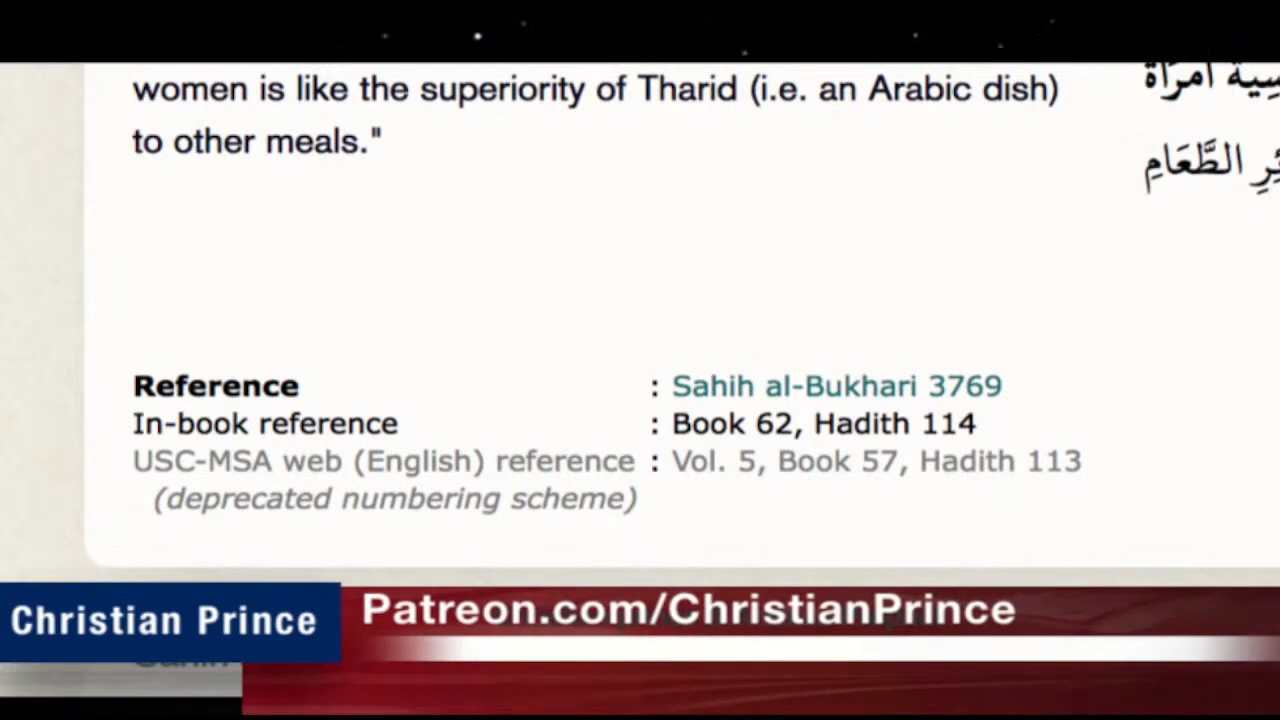 women is like the superiority of Tharid (i.e. an Arabic dish)
to other meals."
امرأة
الطَّعَامِ
Reference : Sahih al-Bukhari 3769
In-book reference : Book 62, Hadith 114
USC-MSA web (English) reference : Vol. 5, Book 57, Hadith 113
(deprecated numbering scheme)
Christian Prince
Patreon.com/ChristianPrince